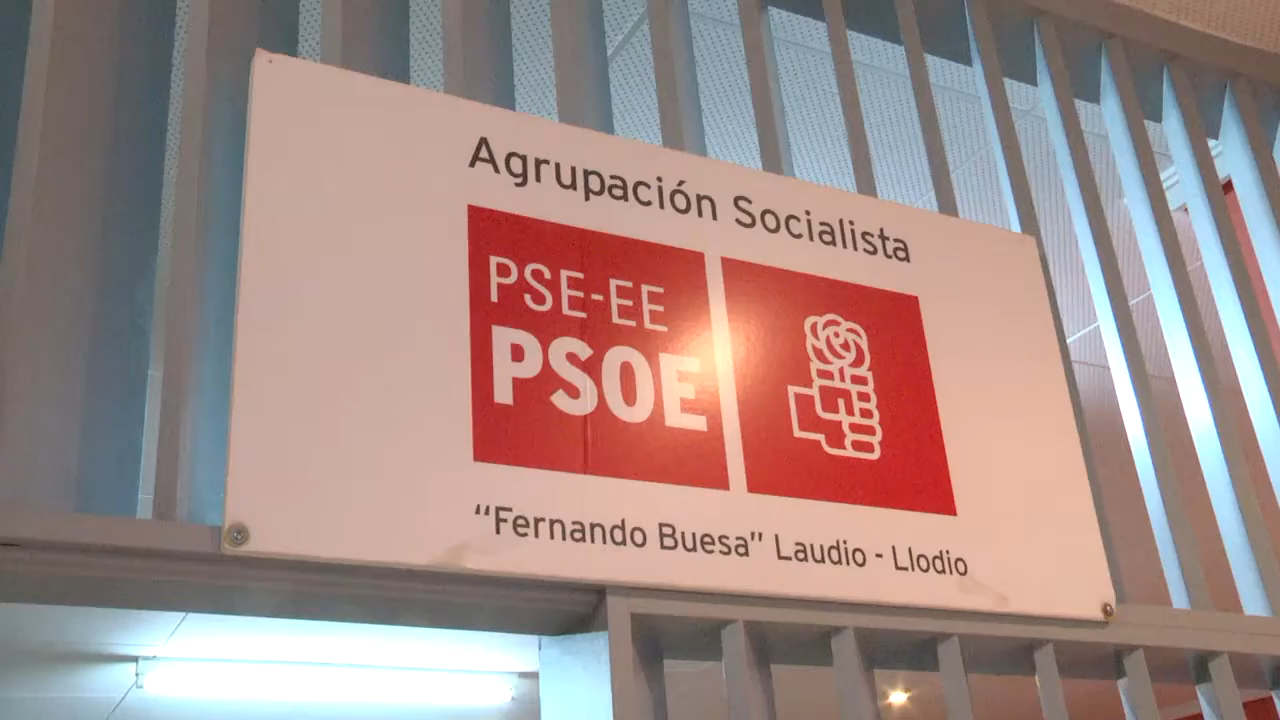 Agrupación Socialista
PSE-EE
PSOE
“Fernando Buesa” Laudio - Llodio